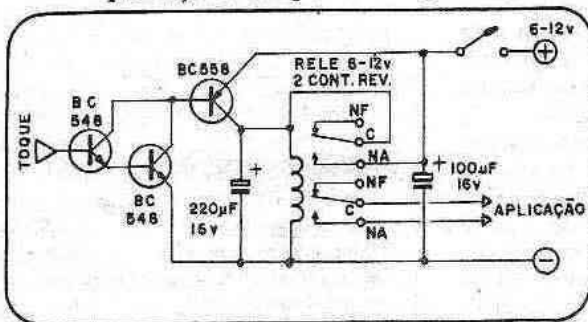 6-12v
+
BC558
RELE 6-12v
2 CONT. REV.
BC
548
NF
C
NA
TOQUE
+
+
NF
100µF
16v
BC
548
220µF
16v
C
APLICAÇÃO
NA
−